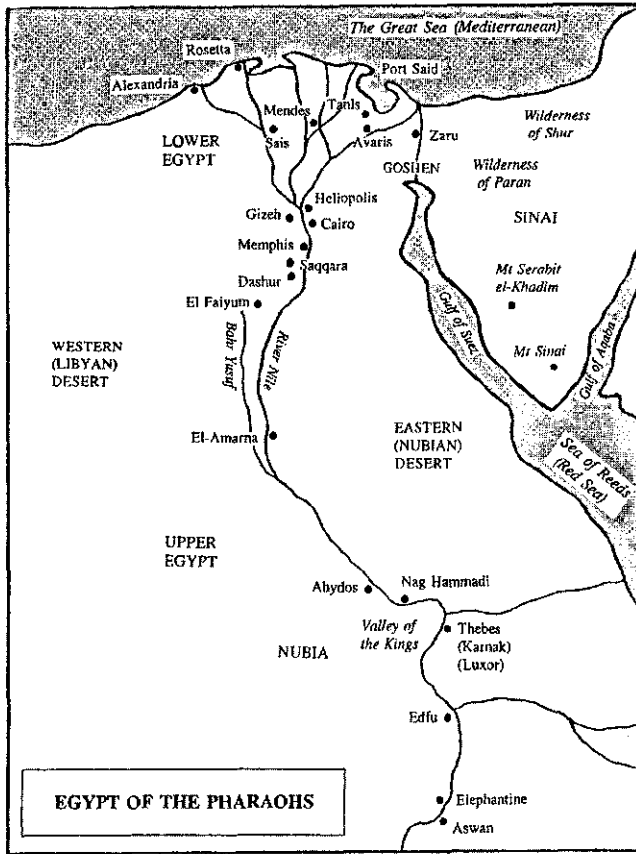 The Great Sea (Mediterranean)
Rosetta
Port Said
Alexandria
Tanis
Mendes
Wilderness
of Shur
LOWER
EGYPT
Sais
Avaris
Zaru
GOSHEN
Wilderness
of Paran
Heliopolis
Gizeh
Cairo
SINAI
Memphis
Saqqara
Dashur
Mt Serabit
el-Khadim
El Faiyum
Gulf of Suez
Gulf of Aqaba
WESTERN
(LIBYAN)
DESERT
Bahr Yusuf
River Nile
Mt Sinai
El-Amarna
EASTERN
(NUBIAN)
DESERT
Sea of Reeds
(Red Sea)
UPPER
EGYPT
Abydos
Nag Hammadi
Valley of
the Kings
Thebes
(Karnak)
(Luxor)
NUBIA
Edfu
EGYPT OF THE PHARAOHS
Elephantine
Aswan